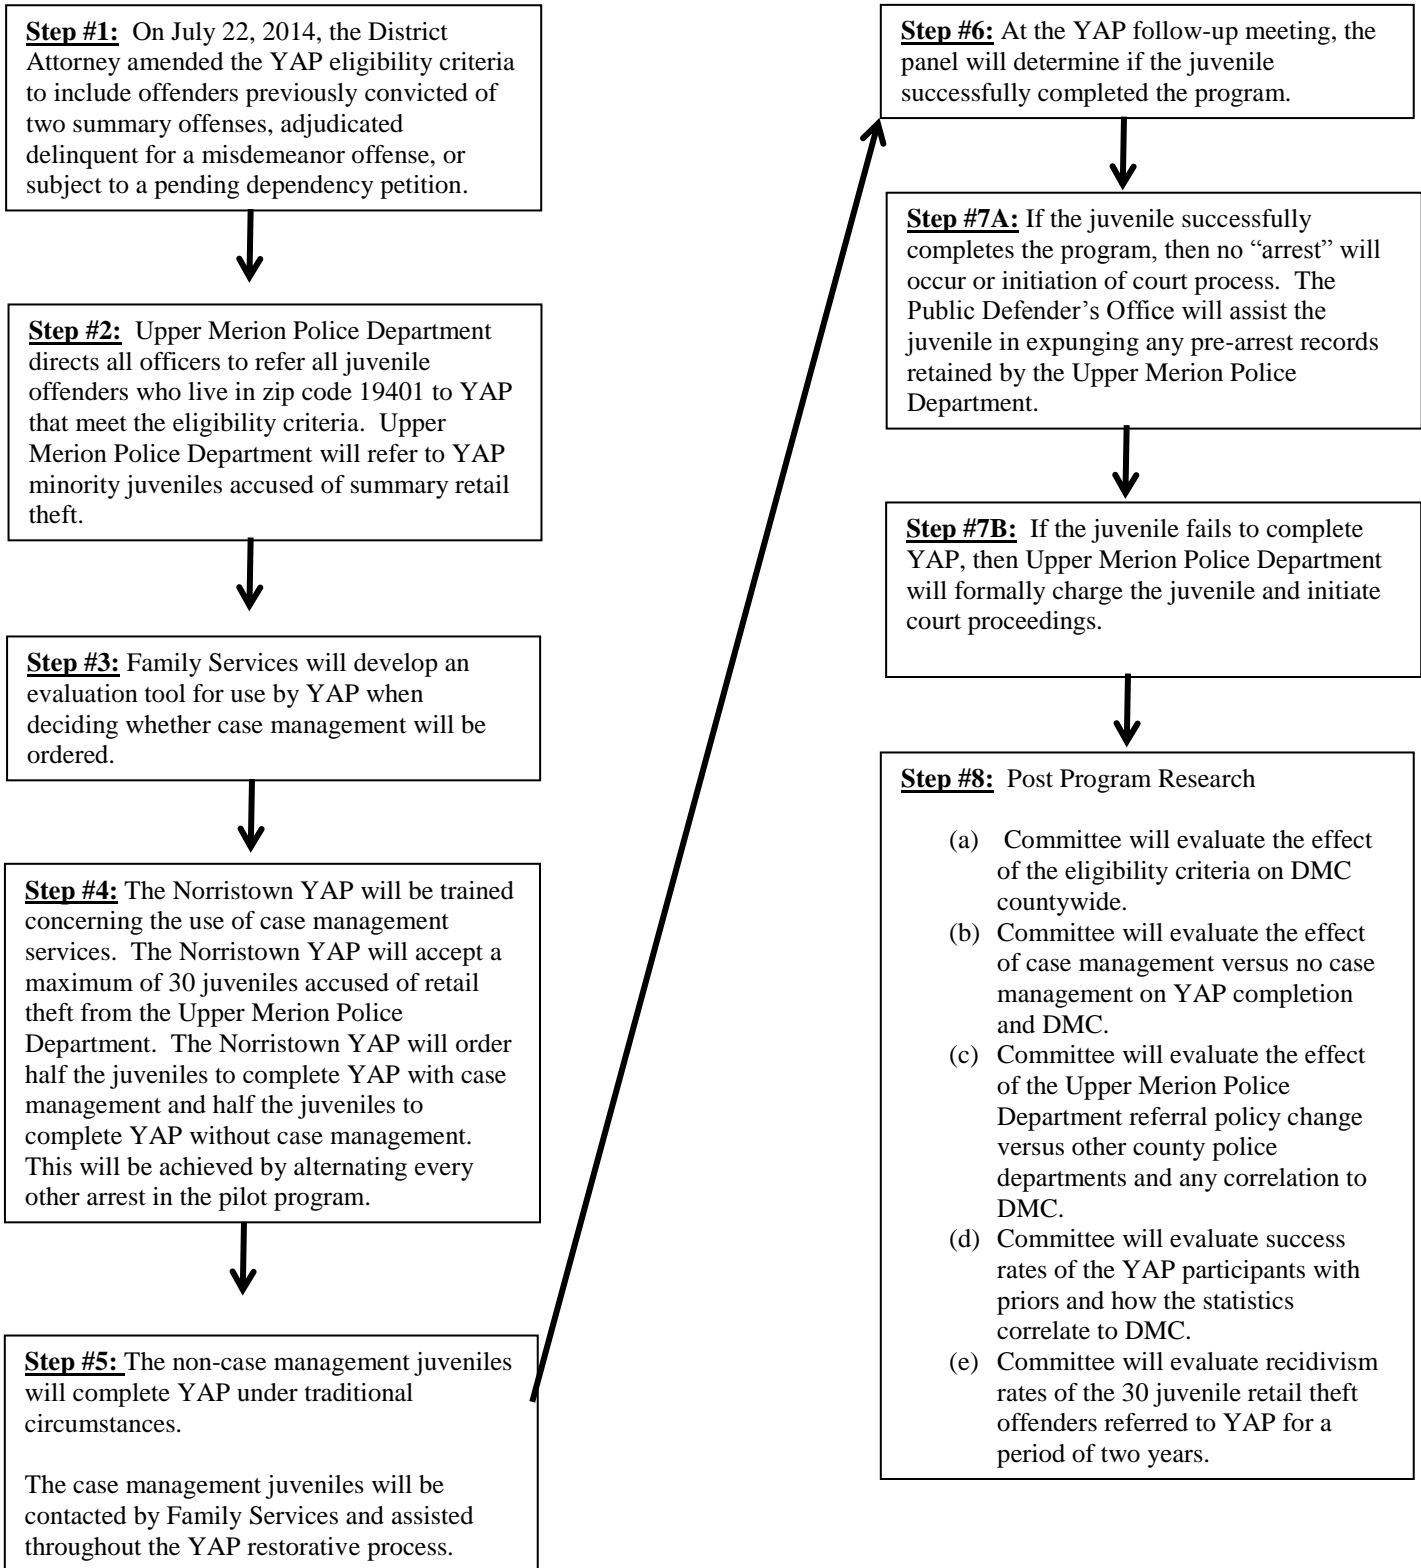 Step #1: On July 22, 2014, the District
Attorney amended the YAP eligibility criteria
to include offenders previously convicted of
two summary offenses, adjudicated
delinquent for a misdemeanor offense, or
subject to a pending dependency petition.
Step #2: Upper Merion Police Department
directs all officers to refer all juvenile
offenders who live in zip code 19401 to YAP
that meet the eligibility criteria. Upper
Merion Police Department will refer to YAP
minority juveniles accused of summary retail
theft.
Step #3: Family Services will develop an
evaluation tool for use by YAP when
deciding whether case management will be
ordered.
Step #4: The Norristown YAP will be trained
concerning the use of case management
services. The Norristown YAP will accept a
maximum of 30 juveniles accused of retail
theft from the Upper Merion Police
Department. The Norristown YAP will order
half the juveniles to complete YAP with case
management and half the juveniles to
complete YAP without case management.
This will be achieved by alternating every
other arrest in the pilot program.
Step #5: The non-case management juveniles
will complete YAP under traditional
circumstances.
The case management juveniles will be
contacted by Family Services and assisted
throughout the YAP restorative process.
Step #6: At the YAP follow-up meeting, the
panel will determine if the juvenile
successfully completed the program.
Step #7A: If the juvenile successfully
completes the program, then no “arrest” will
occur or initiation of court process. The
Public Defender’s Office will assist the
juvenile in expunging any pre-arrest records
retained by the Upper Merion Police
Department.
Step #7B: If the juvenile fails to complete
YAP, then Upper Merion Police Department
will formally charge the juvenile and initiate
court proceedings.
Step #8: Post Program Research
(a) Committee will evaluate the effect
of the eligibility criteria on DMC
countywide.
(b) Committee will evaluate the effect
of case management versus no case
management on YAP completion
and DMC.
(c) Committee will evaluate the effect
of the Upper Merion Police
Department referral policy change
versus other county police
departments and any correlation to
DMC.
(d) Committee will evaluate success
rates of the YAP participants with
priors and how the statistics
correlate to DMC.
(e) Committee will evaluate recidivism
rates of the 30 juvenile retail theft
offenders referred to YAP for a
period of two years.